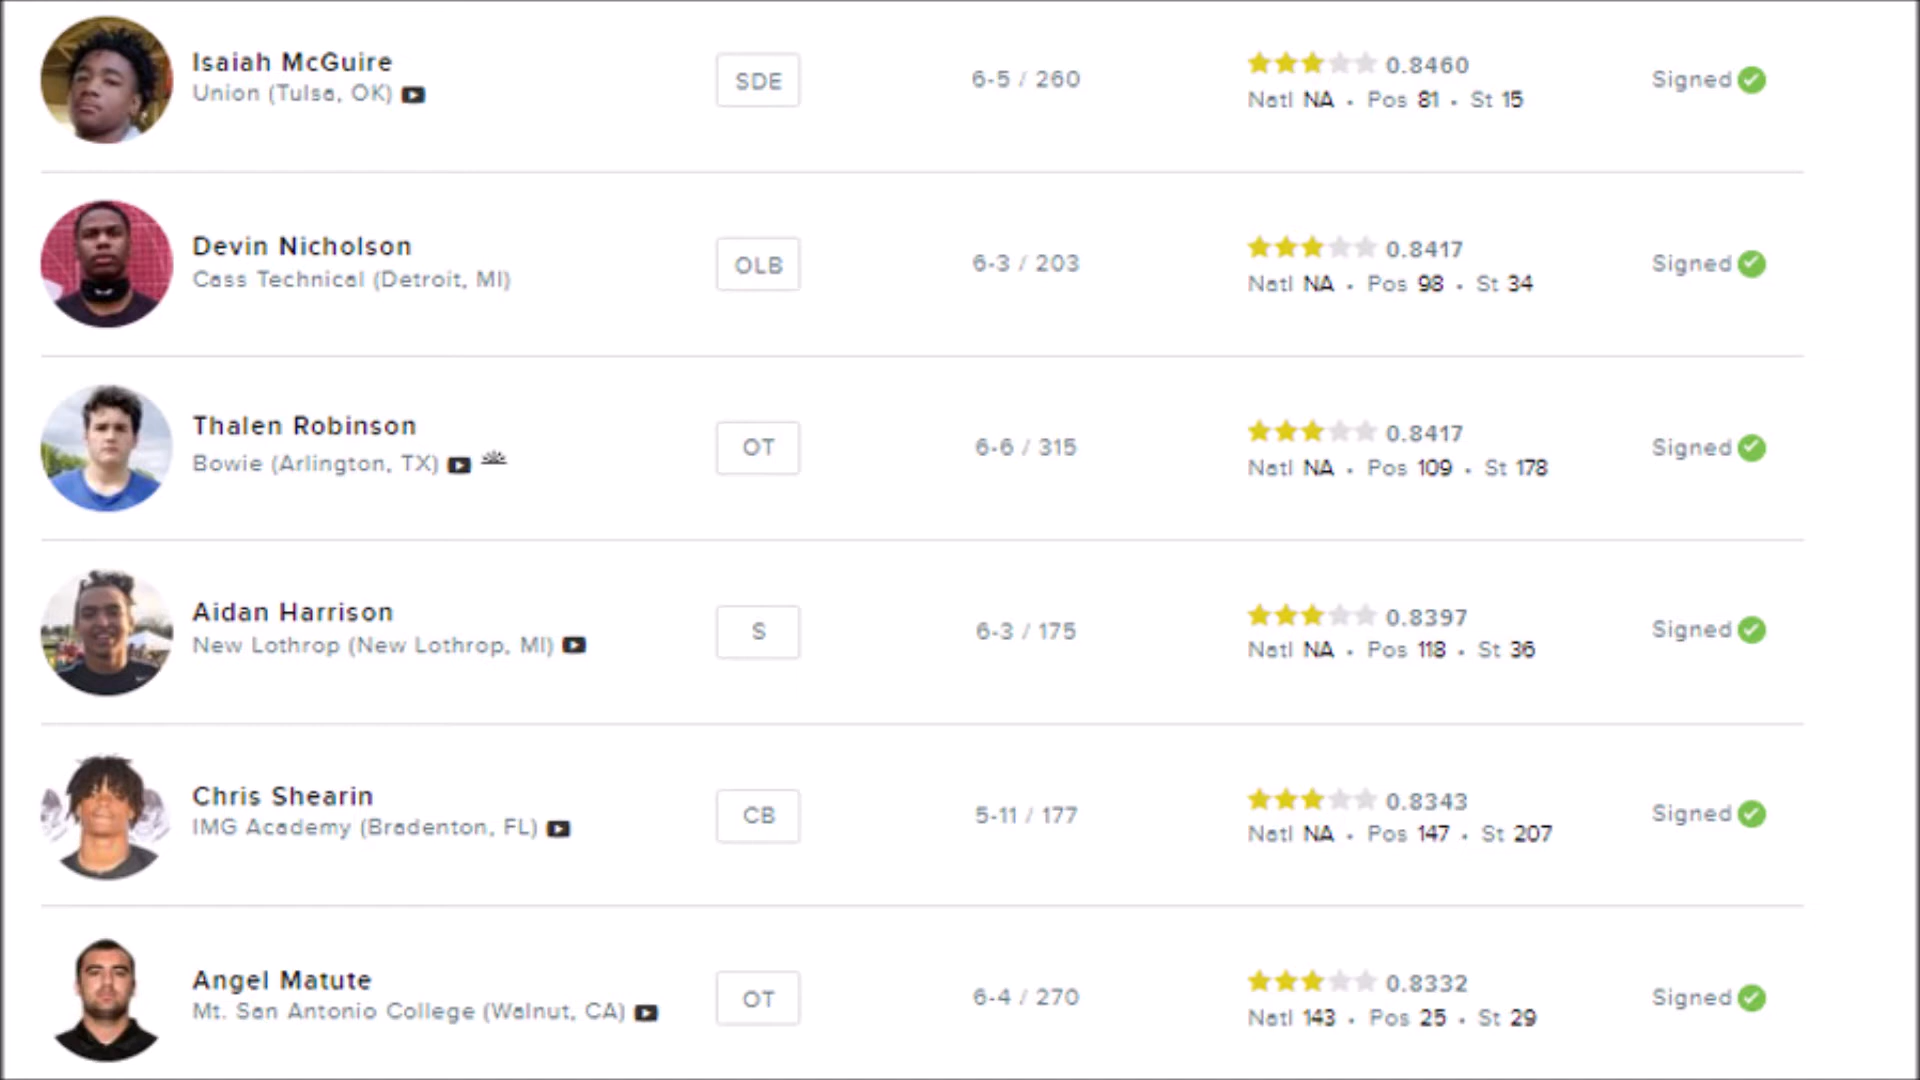 Isaiah McGuire
Union (Tulsa, OK)
SDE
6-5 / 260
0.8460
Natl NA • Pos 81 • St 15
Signed
Devin Nicholson
Cass Technical (Detroit, MI)
OLB
6-3 / 203
0.8417
Natl NA • Pos 98 • St 34
Signed
Thalen Robinson
Bowie (Arlington, TX)
OT
6-6 / 315
0.8417
Natl NA • Pos 109 • St 178
Signed
Aidan Harrison
New Lothrop (New Lothrop, MI)
S
6-3 / 175
0.8397
Natl NA • Pos 118 • St 36
Signed
Chris Shearin
IMG Academy (Bradenton, FL)
CB
5-11 / 177
0.8343
Natl NA • Pos 147 • St 207
Signed
Angel Matute
Mt. San Antonio College (Walnut, CA)
OT
6-4 / 270
0.8332
Natl 143 • Pos 25 • St 29
Signed